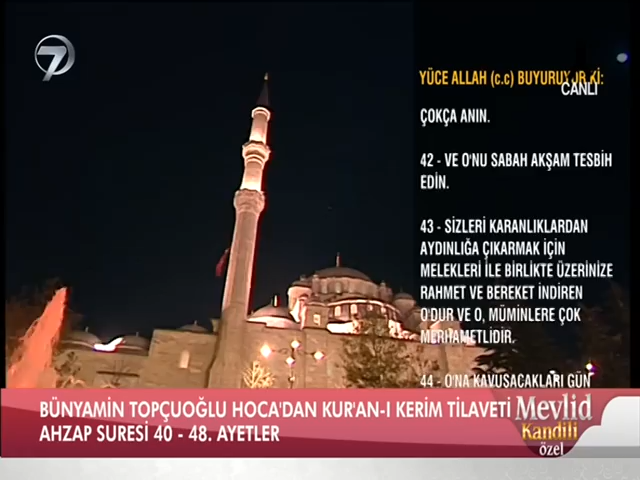 7
YÜCE ALLAH (c.c) BUYURUYOR Kİ:
CANLI
ÇOKÇA ANIN.
42 - VE O'NU SABAH AKŞAM TESBİH
EDİN.
43 - SİZLERİ KARANLIKLARDAN
AYDINLIĞA ÇIKARMAK İÇİN
MELEKLERİ İLE BİRLİKTE ÜZERİNİZE
RAHMET VE BEREKET İNDİREN
O'DUR VE O, MÜMİNLERE ÇOK
MERHAMETLİDİR.
44 - O'NA KAVUŞACAKLARI GÜN
BÜNYAMİN TOPÇUOĞLU HOCA'DAN KUR'AN-I KERİM TİLAVETİ
AHZAP SURESİ 40 - 48. AYETLER
Mevlid
Kandili
özel